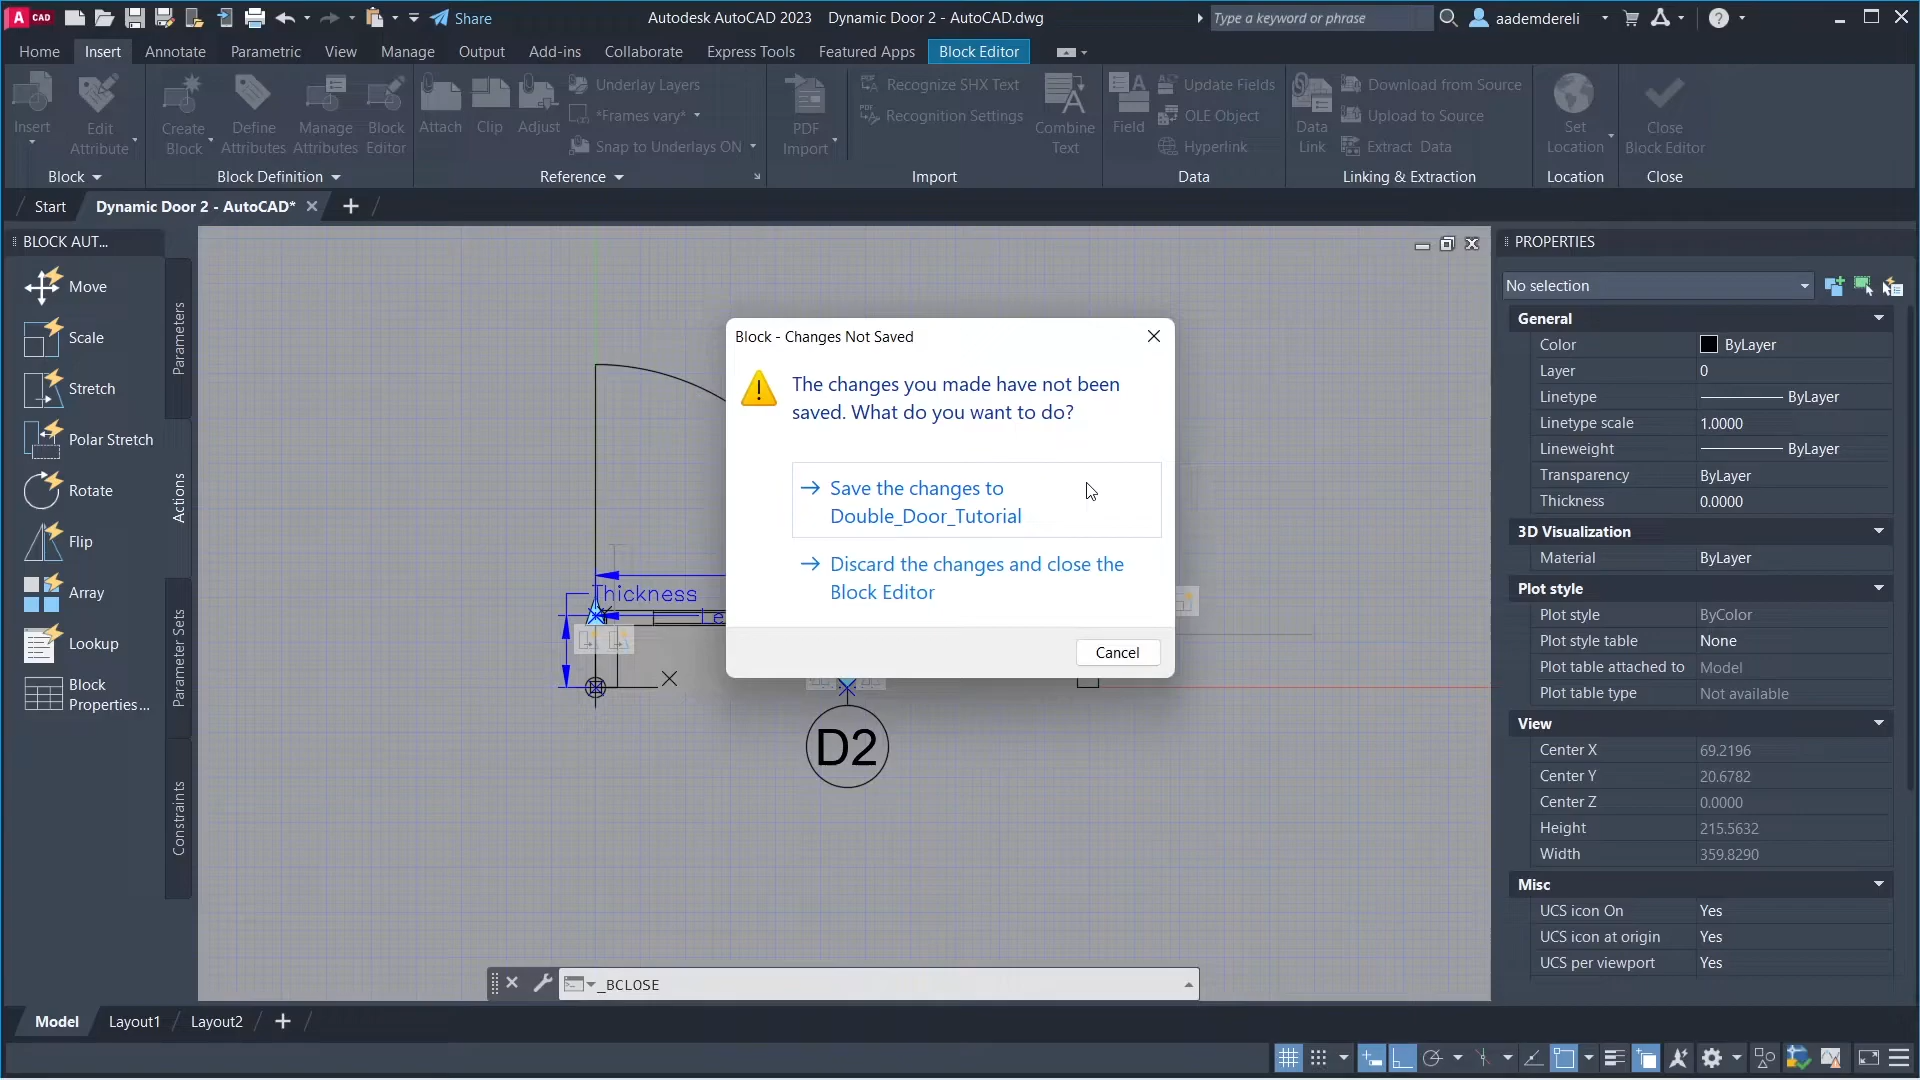 A CAD
Share
Autodesk AutoCAD 2023 Dynamic Door 2 - AutoCAD.dwg
Type a keyword or phrase
aademdereli
Home Insert Annotate Parametric View Manage Output Add-ins Collaborate Express Tools Featured Apps Block Editor
Insert
Edit Attribute
Create Block
Define Attributes
Manage Attributes
Block Editor
Attach
Clip
Adjust
Underlay Layers
*Frames vary*
Snap to Underlays ON
PDF Import
Recognize SHX Text
Recognition Settings
Combine Text
Field
Update Fields
OLE Object
Hyperlink
Data Link
Download from Source
Upload to Source
Extract Data
Set Location
Close Block Editor
Block Block Definition Reference Import Data Linking & Extraction Location Close
Start Dynamic Door 2 - AutoCAD*
BLOCK AUT...
Move
Scale
Stretch
Polar Stretch
Rotate
Flip
Array
Lookup
Block
Properties...
Parameters
Actions
Parameter Sets
Constraints
Thickness
Le
D2
Block - Changes Not Saved
The changes you made have not been
saved. What do you want to do?
Save the changes to
Double_Door_Tutorial
Discard the changes and close the
Block Editor
Cancel
_BCLOSE
PROPERTIES
No selection
General
Color ByLayer
Layer 0
Linetype ByLayer
Linetype scale 1.0000
Lineweight ByLayer
Transparency ByLayer
Thickness 0.0000
3D Visualization
Material ByLayer
Plot style
Plot style ByColor
Plot style table None
Plot table attached to Model
Plot table type Not available
View
Center X 69.2196
Center Y 20.6782
Center Z 0.0000
Height 215.5632
Width 359.8290
Misc
UCS icon On Yes
UCS icon at origin Yes
UCS per viewport Yes
Model Layout1 Layout2